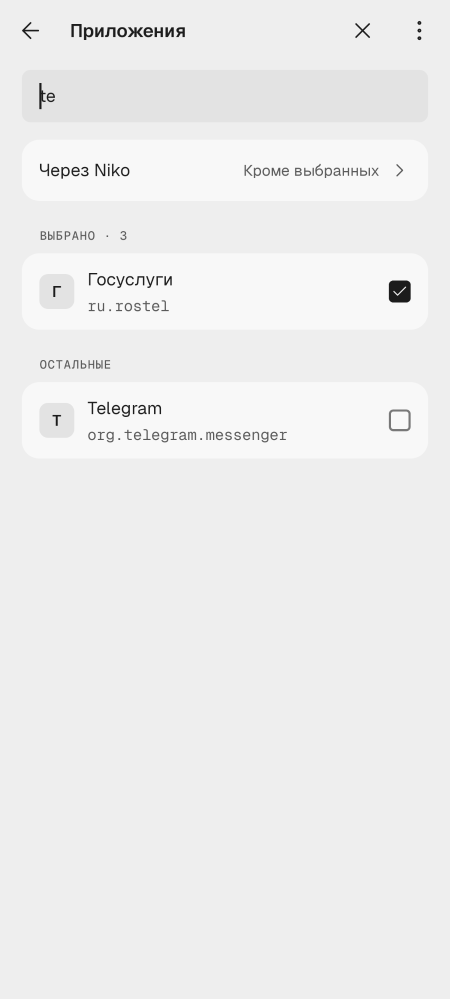 Приложения
te
Через Niko
Кроме выбранных
ВЫБРАНО · 3
Г
Госуслуги
ru.rostel
ОСТАЛЬНЫЕ
T
Telegram
org.telegram.messenger